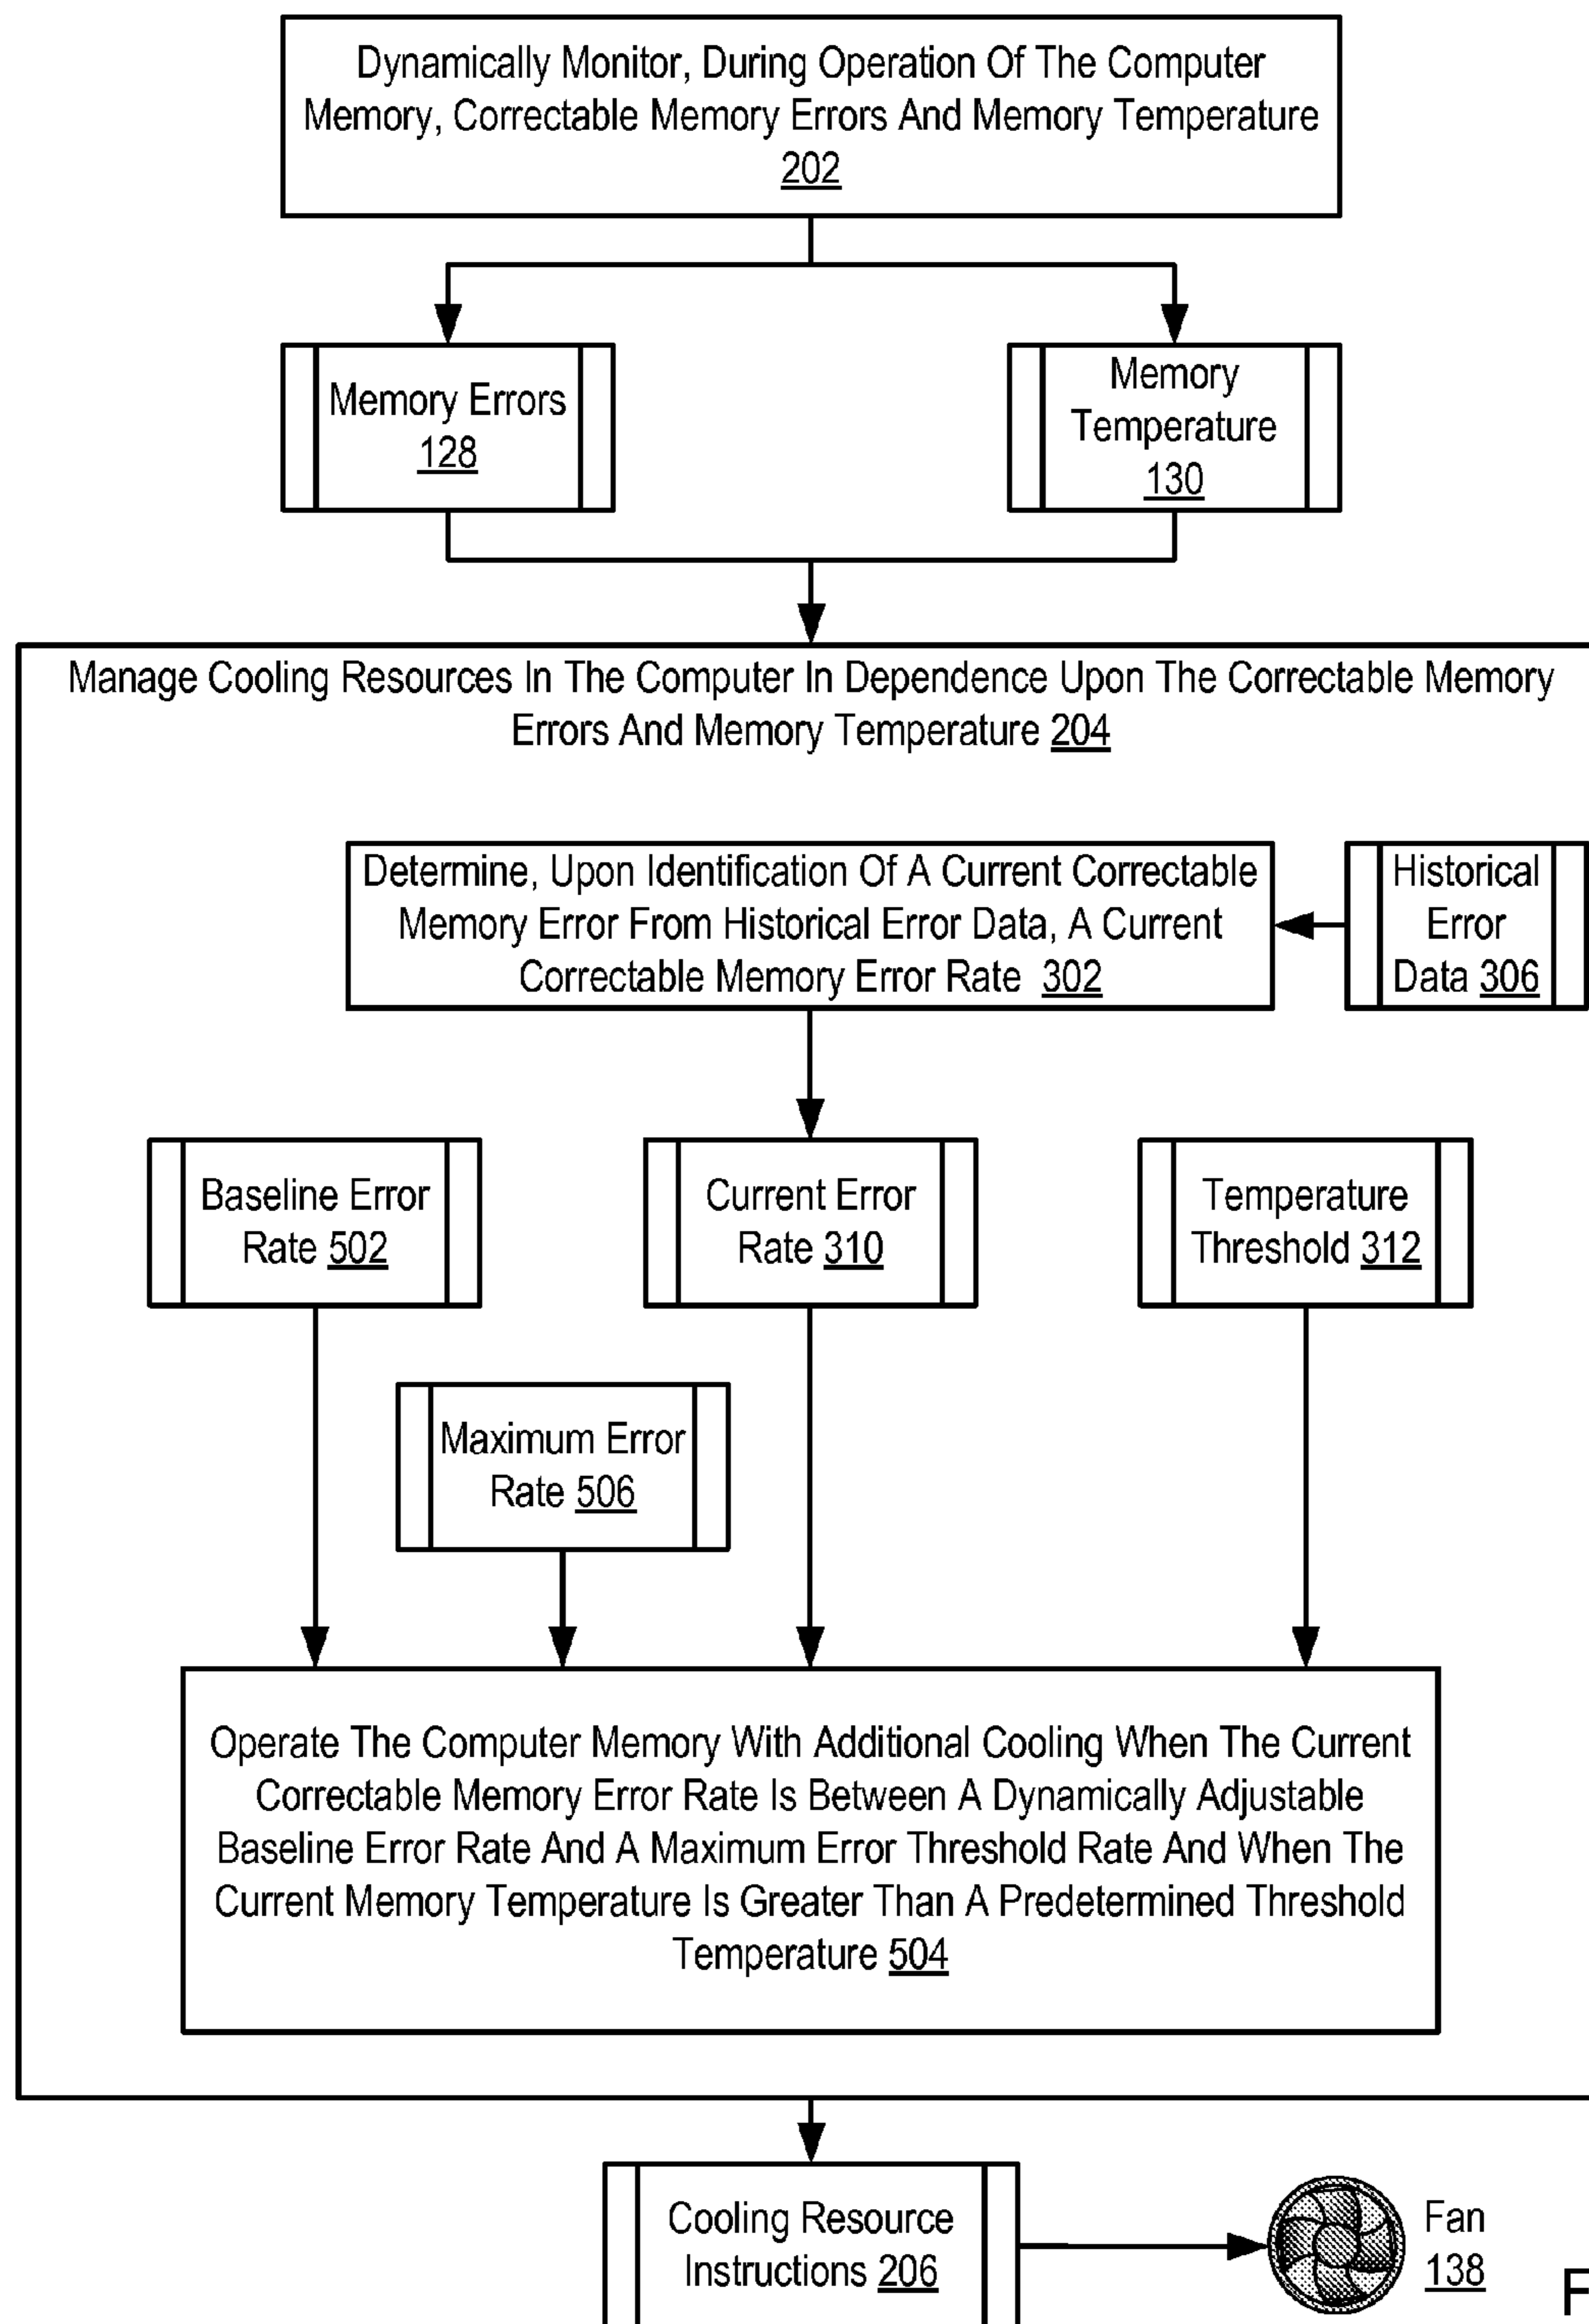 Dynamically Monitor, During Operation Of The Computer
Memory, Correctable Memory Errors And Memory Temperature
202
Memory Errors
128
Memory
Temperature
130
Manage Cooling Resources In The Computer In Dependence Upon The Correctable Memory
Errors And Memory Temperature 204
Determine, Upon Identification Of A Current Correctable
Memory Error From Historical Error Data, A Current
Correctable Memory Error Rate 302
Historical
Error
Data 306
Baseline Error
Rate 502
Current Error
Rate 310
Temperature
Threshold 312
Maximum Error
Rate 506
Operate The Computer Memory With Additional Cooling When The Current
Correctable Memory Error Rate Is Between A Dynamically Adjustable
Baseline Error Rate And A Maximum Error Threshold Rate And When The
Current Memory Temperature Is Greater Than A Predetermined Threshold
Temperature 504
Cooling Resource
Instructions 206
Fan
138